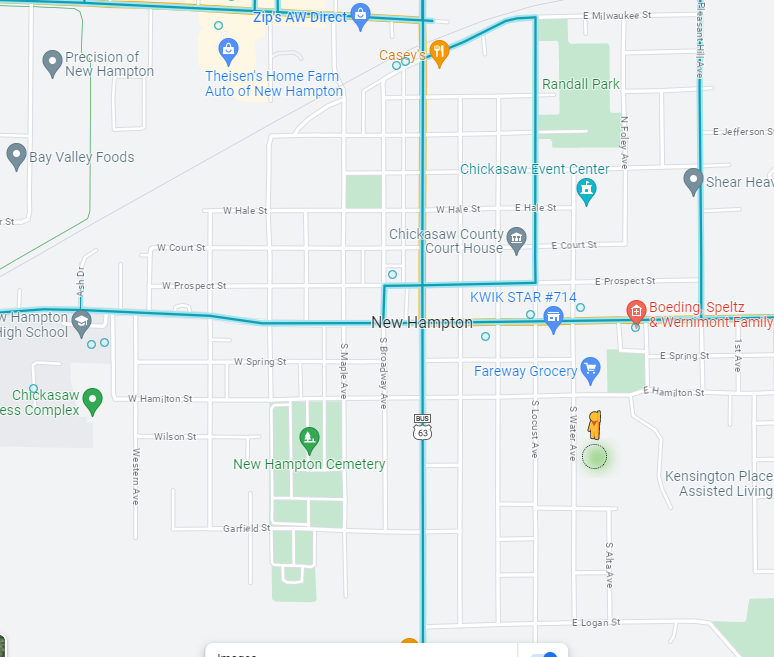 Zip's AW Direct
E Milwaukee St
Pleasant Hill Ave
Casey's
Precision of
New Hampton
Theisen's Home Farm
Auto of New Hampton
Randall Park
N Foley Ave
E Jefferson S
Bay Valley Foods
Chickasaw Event Center
Shear Heav
W Hale St
W Hale St
E Hale St
r St
Chickasaw County
Court House
W Court St
E Court St
Ash Dr
W Prospect St
E Prospect St
KWIK STAR #714
Boeding, Speltz
& Wernimont Family
w Hampton
High School
New Hampton
1st Ave
S Maple Ave
S Broadway Ave
W Spring St
E Spring St
Fareway Grocery
Chickasaw
ess Complex
W Hamilton St
E Hamilton St
BUS
63
S Locust Ave
S Water Ave
Wilson St
Western Ave
New Hampton Cemetery
Kensington Place
Assisted Living
Garfield St
S Alta Ave
E Logan St
Images